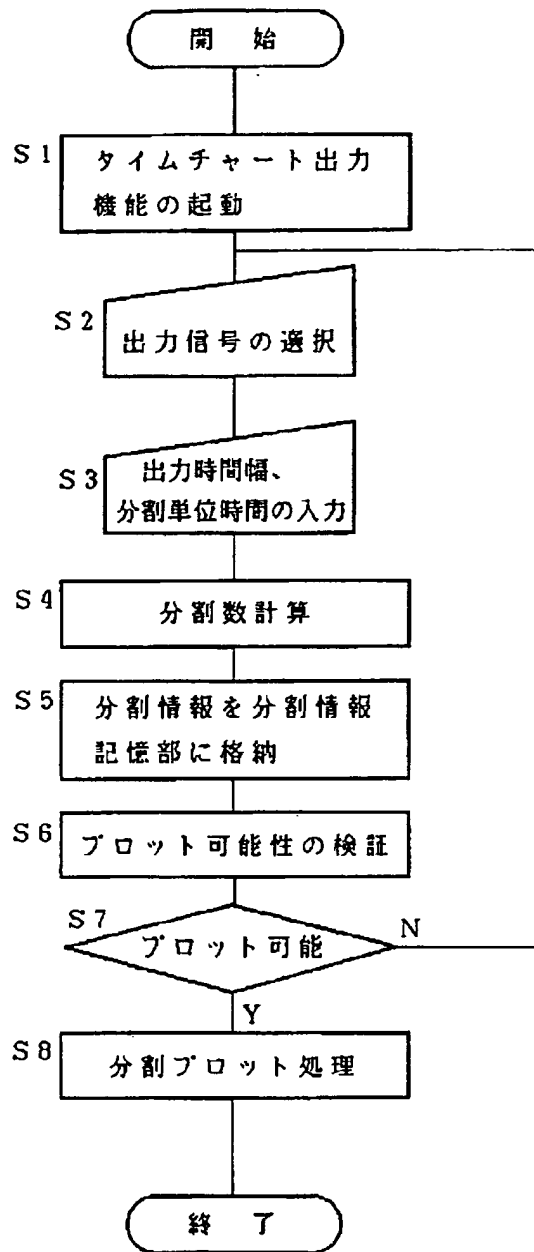 開始
S1
タイムチャート出力
機能の起動
S2
出力信号の選択
S3
出力時間幅、
分割単位時間の入力
S4
分割数計算
S5
分割情報を分割情報
記憶部に格納
S6
プロット可能性の検証
S7
プロット可能
N
Y
S8
分割プロット処理
終了